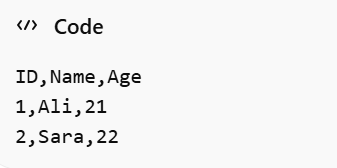 Code
ID,Name,Age
1,Ali,21
2,Sara,22